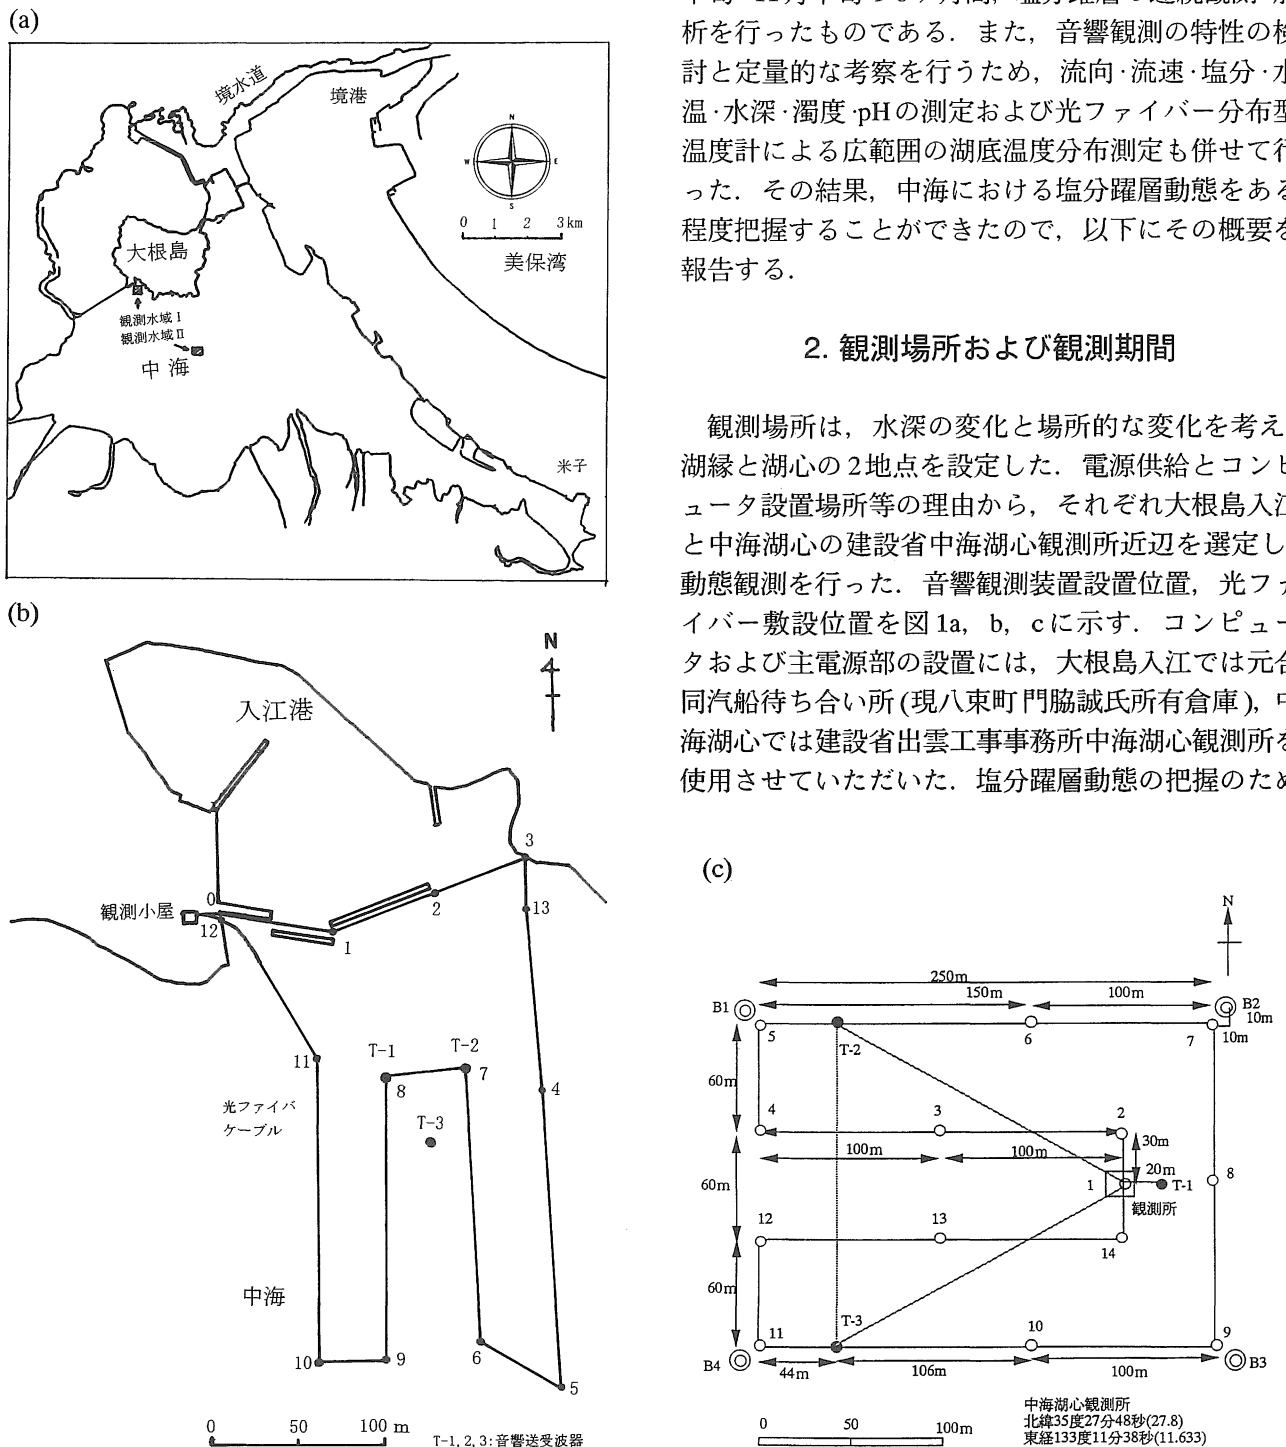 (a)
境水道
境港
N
W
E
S
0 1 2 3 km
美保湾
大根島
観測水域 I
観測水域 II
中海
米子
(b)
N
入江港
観測小屋
0
12
1
2
3
13
11
T-1
8
T-2
7
4
光ファイバ
ケーブル
T-3
中海
10
9
6
5
0 50 100 m
T-1, 2, 3:音響送受波器
析を行ったものである．また，音響観測の特性の検
討と定量的な考察を行うため，流向·流速·塩分·水
温·水深·濁度·pHの測定および光ファイバー分布型
温度計による広範囲の湖底温度分布測定も併せて行
った．その結果，中海における塩分躍層動態をある
程度把握することができたので，以下にその概要を
報告する．
2. 観測場所および観測期間
観測場所は，水深の変化と場所的な変化を考え
湖縁と湖心の2地点を設定した．電源供給とコンピ
ュータ設置場所等の理由から，それぞれ大根島入江
と中海湖心の建設省中海湖心観測所近辺を選定し
動態観測を行った．音響観測装置設置位置，光ファ
イバー敷設位置を図1a，b，cに示す．コンピュー
タおよび主電源部の設置には，大根島入江では元合
同汽船待ち合い所(現八束町門脇誠氏所有倉庫)，中
海湖心では建設省出雲工事事務所中海湖心観測所を
使用させていただいた．塩分躍層動態の把握のため
(c)
N
250m
150m 100m
B1
B2
10m
10m
5
T-2
6
7
60m
4
3
2
30m
100m
100m
20m
60m
1
T-1
8
観測所
12
13
14
60m
T-3
11
10
9
B4
44m
106m
100m
B3
中海湖心観測所
北緯35度27分48秒(27.8)
東経133度11分38秒(11.633)
0 50 100m